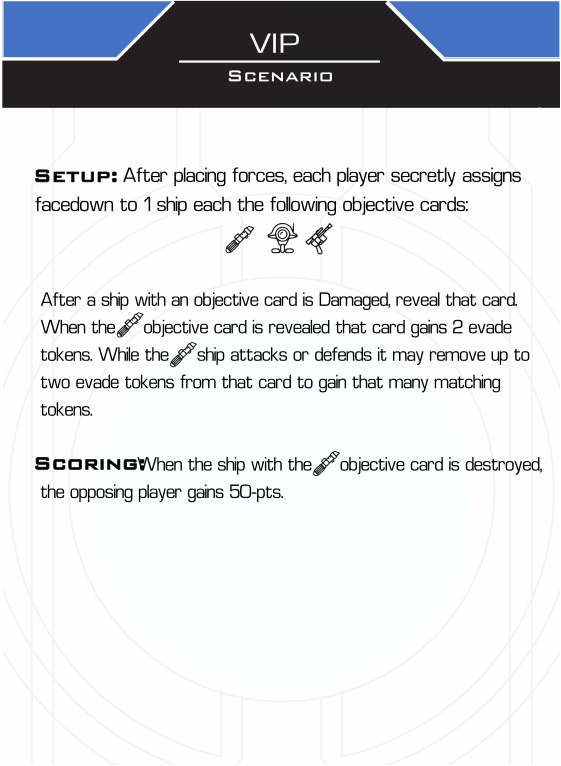 VIP
SCENARIO
SETUP: After placing forces, each player secretly assigns
facedown to 1 ship each the following objective cards:
After a ship with an objective card is Damaged, reveal that card.
When the objective card is revealed that card gains 2 evade
tokens. While the ship attacks or defends it may remove up to
two evade tokens from that card to gain that many matching
tokens.
SCORING: When the ship with the objective card is destroyed,
the opposing player gains 50-pts.